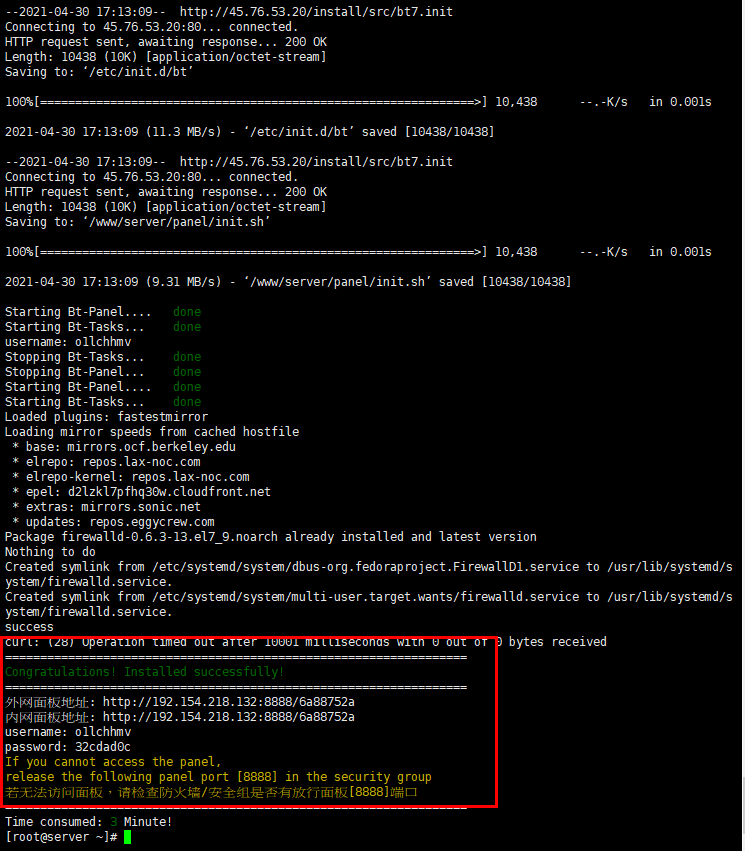 --2021-04-30 17:13:09--  http://45.76.53.20/install/src/bt7.init
Connecting to 45.76.53.20:80... connected.
HTTP request sent, awaiting response... 200 OK
Length: 10438 (10K) [application/octet-stream]
Saving to: ‘/etc/init.d/bt’
100%[==============================================================>] 10,438      --.-K/s   in 0.001s
2021-04-30 17:13:09 (11.3 MB/s) - ‘/etc/init.d/bt’ saved [10438/10438]
--2021-04-30 17:13:09--  http://45.76.53.20/install/src/bt7.init
Connecting to 45.76.53.20:80... connected.
HTTP request sent, awaiting response... 200 OK
Length: 10438 (10K) [application/octet-stream]
Saving to: ‘/www/server/panel/init.sh’
100%[==============================================================>] 10,438      --.-K/s   in 0.001s
2021-04-30 17:13:09 (9.31 MB/s) - ‘/www/server/panel/init.sh’ saved [10438/10438]
Starting Bt-Panel....   done
Starting Bt-Tasks...    done
username: o1lchhmv
Stopping Bt-Tasks...    done
Stopping Bt-Panel...    done
Starting Bt-Panel....   done
Starting Bt-Tasks...    done
Loaded plugins: fastestmirror
Loading mirror speeds from cached hostfile
 * base: mirrors.ocf.berkeley.edu
 * elrepo: repos.lax-noc.com
 * elrepo-kernel: repos.lax-noc.com
 * epel: d2lzkl7pfhq30w.cloudfront.net
 * extras: mirrors.sonic.net
 * updates: repos.eggycrew.com
Package firewalld-0.6.3-13.el7_9.noarch already installed and latest version
Nothing to do
Created symlink from /etc/systemd/system/dbus-org.fedoraproject.FirewallD1.service to /usr/lib/systemd/s
ystem/firewalld.service.
Created symlink from /etc/systemd/system/multi-user.target.wants/firewalld.service to /usr/lib/systemd/s
ystem/firewalld.service.
success
curl: (28) Operation timed out after 10001 milliseconds with 0 out of 0 bytes received
==================================================================
Congratulations! Installed successfully!
==================================================================
外网面板地址: http://192.154.218.132:8888/6a88752a
内网面板地址: http://192.154.218.132:8888/6a88752a
username: o1lchhmv
password: 32cdad0c
If you cannot access the panel,
release the following panel port [8888] in the security group
若无法访问面板，请检查防火墙/安全组是否有放行面板[8888]端口
==================================================================
Time consumed: 3 Minute!
[root@server ~]#